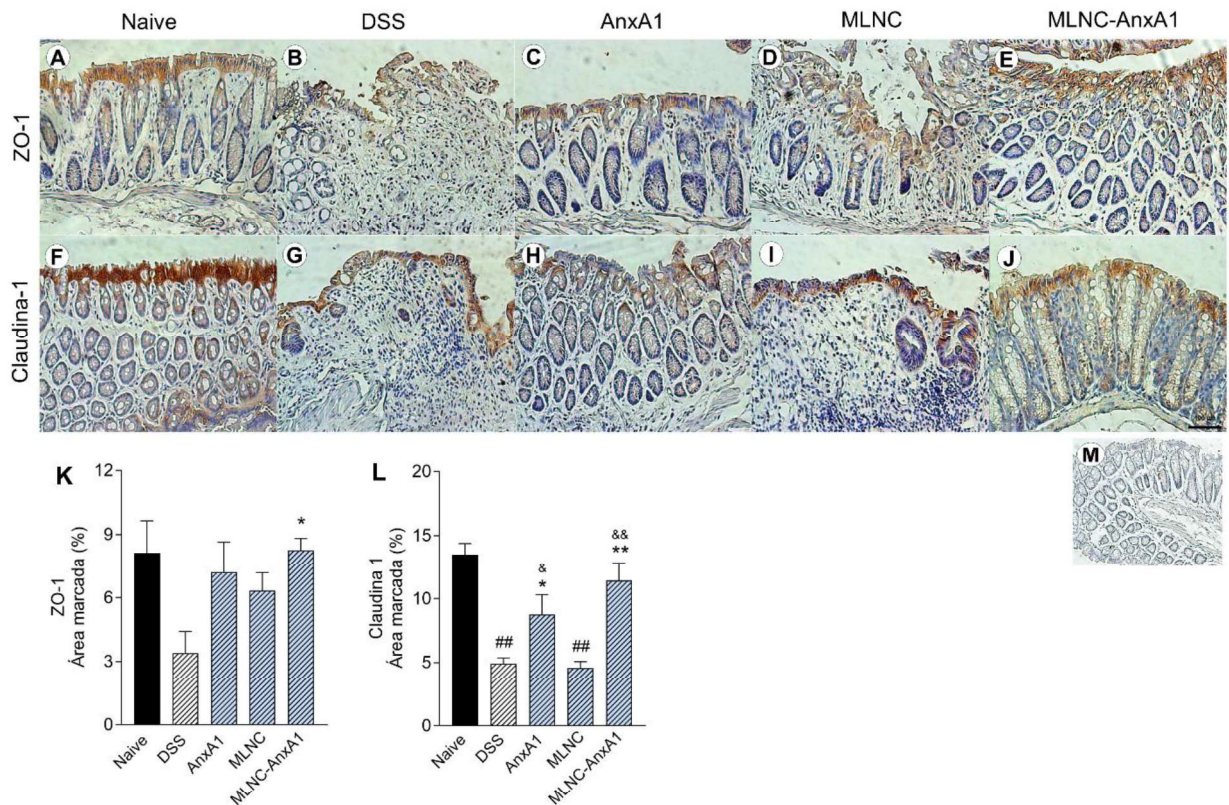 Naive DSS AnxA1 MLNC MLNC-AnxA1
ZO-1
A B C D E
Claudina-1
F G H I J
M
K
ZO-1
Área marcada (%)
12
9
6
3
0
*
Naive DSS AnxA1 MLNC MLNC-AnxA1
L
Claudina 1
Área marcada (%)
20
15
10
5
0
##
&
*
##
&&
**
Naive DSS AnxA1 MLNC MLNC-AnxA1